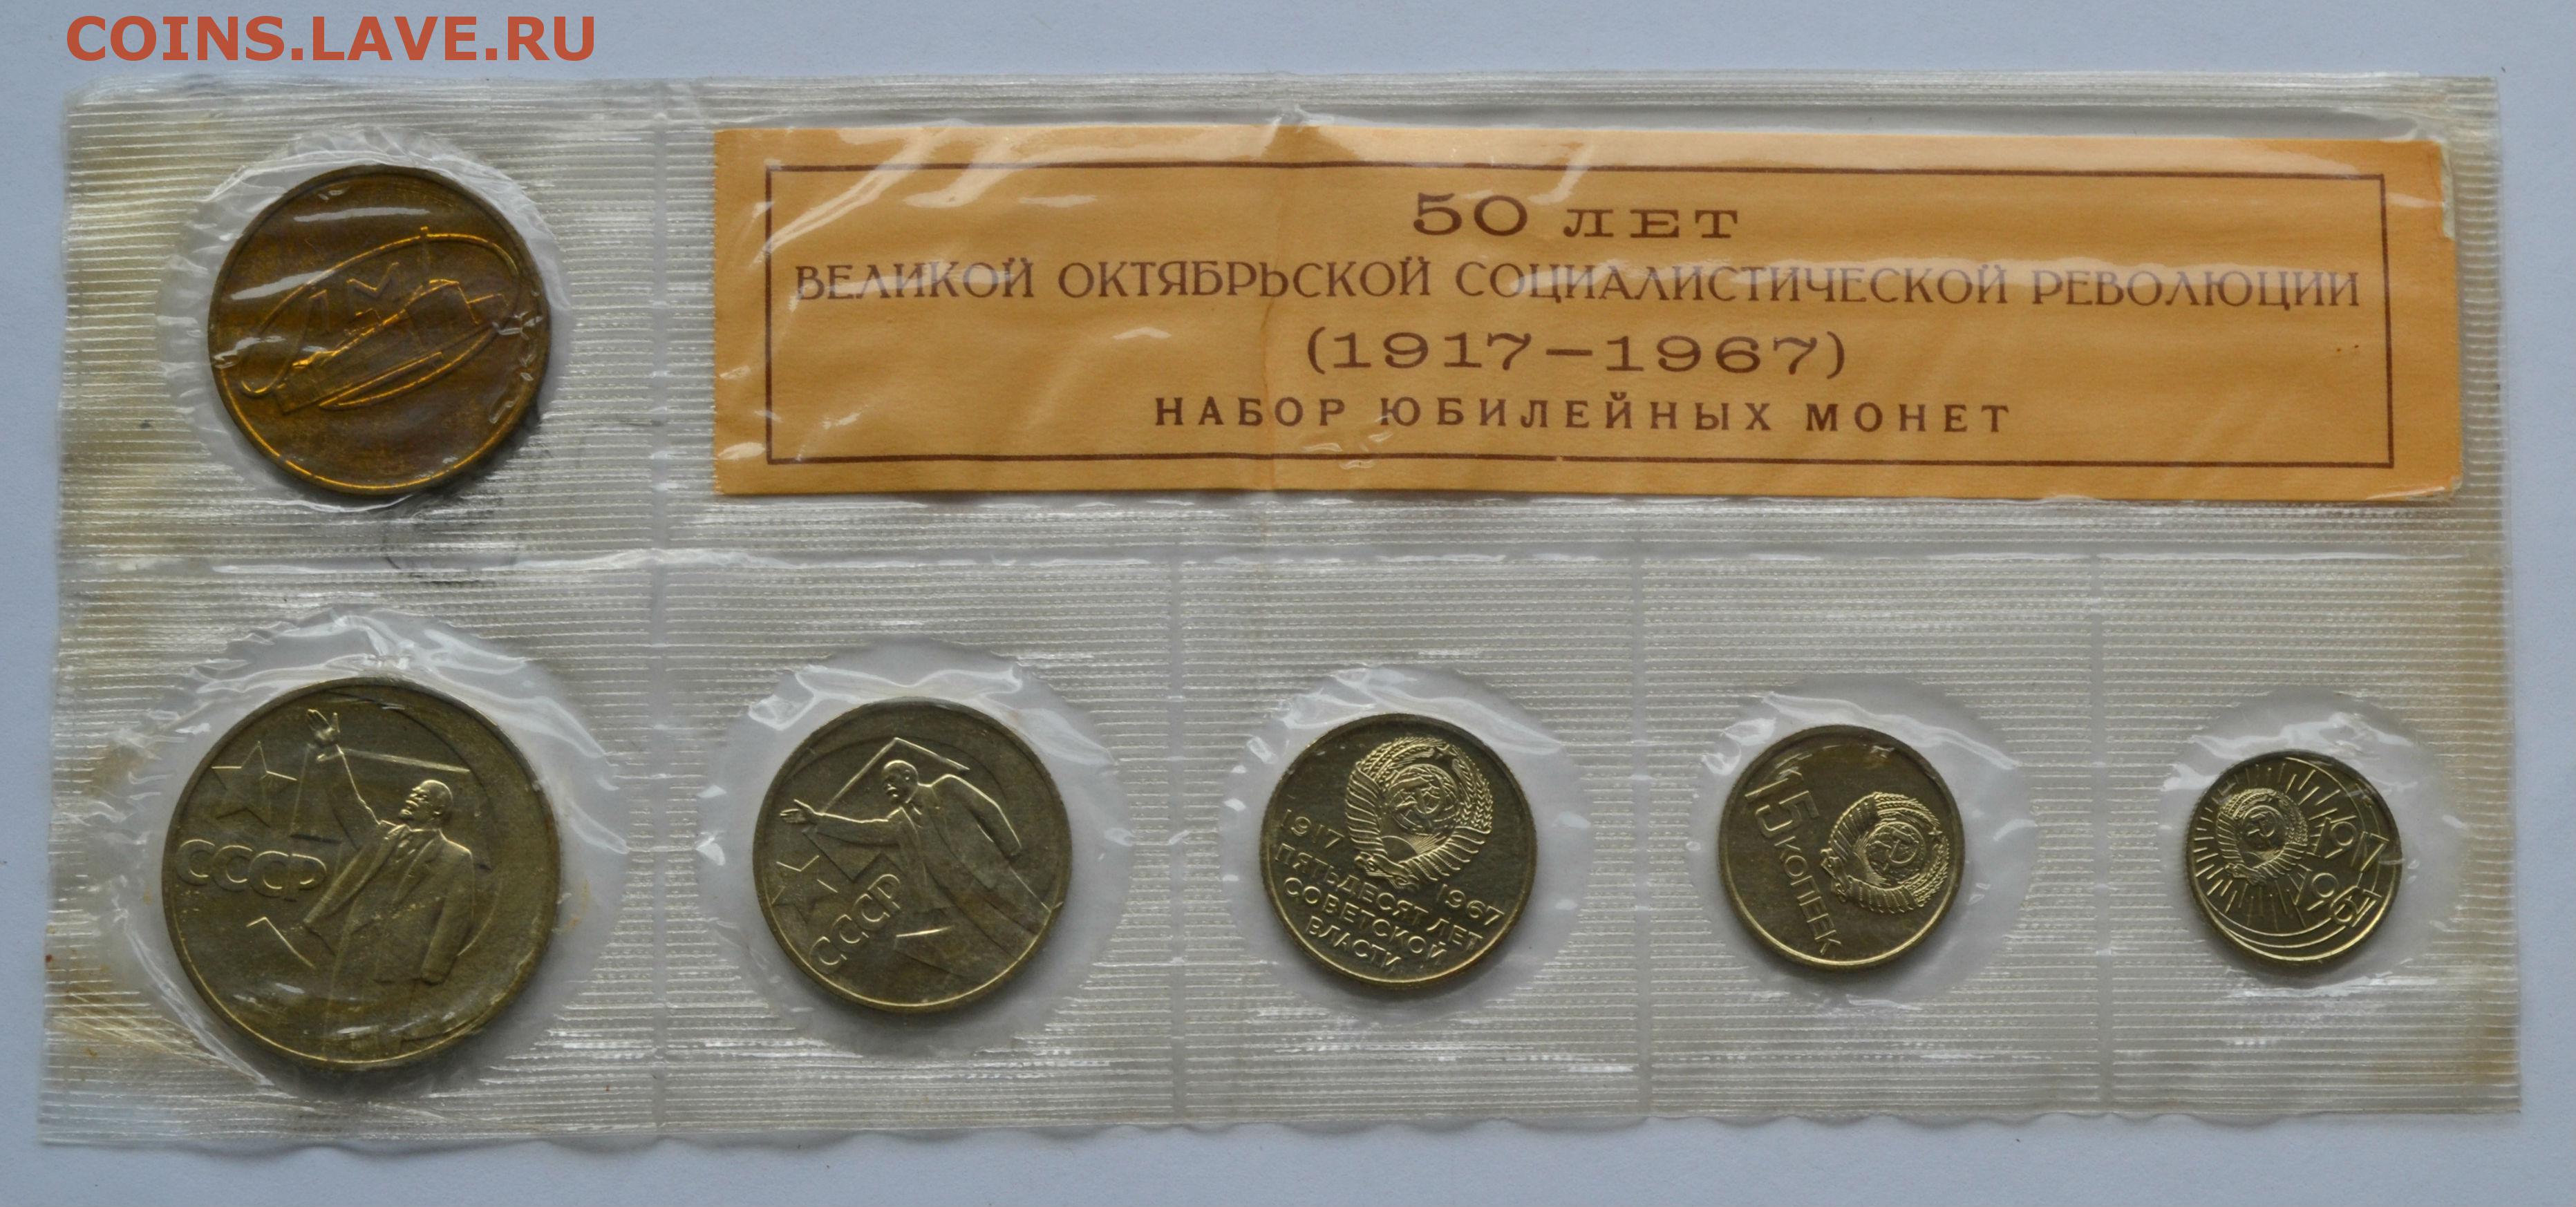 COINS.LAVE.RU
50 ЛЕТ
ВЕЛИКОЙ ОКТЯБРЬСКОЙ СОЦИАЛИСТИЧЕСКОЙ РЕВОЛЮЦИИ
(1917–1967)
НАБОР ЮБИЛЕЙНЫХ МОНЕТ
СССР
СССР
1917
1967
ПЯТЬДЕСЯТ ЛЕТ
СОВЕТСКОЙ
ВЛАСТИ
15
КОПЕЕК
1917
1967